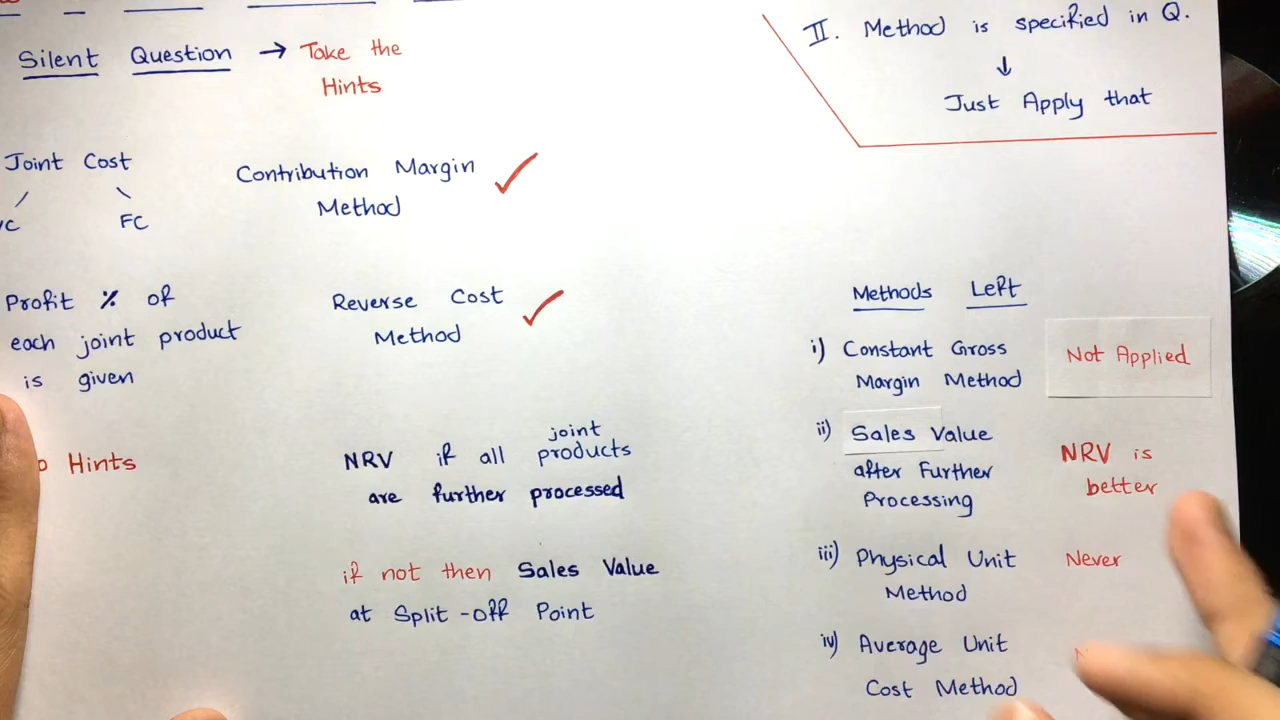 Silent Question → Take the
Hints
II. Method is specified in Q.
↓
Just Apply that
Joint Cost
FC
Contribution Margin ✓
Method
Profit % of
each joint product
is given
Reverse Cost ✓
Method
Hints
joint
NRV if all products
are further processed
if not then Sales Value
at Split-off Point
Methods Left
i) Constant Gross
Margin Method
Not Applied
ii) Sales Value
after Further
Processing
NRV is
better
iii) Physical Unit
Method
Never
iv) Average Unit
Cost Method